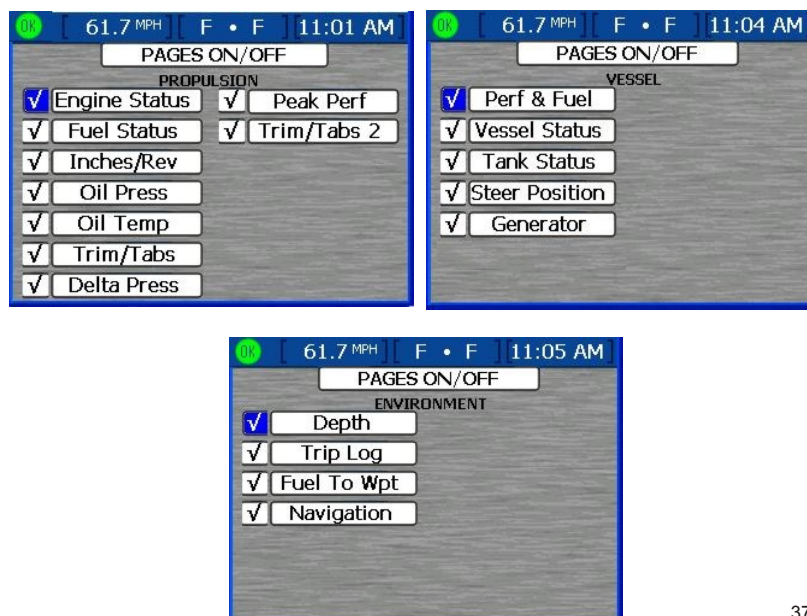 OK [ 61.7 MPH ][ F • F ][11:01 AM]
PAGES ON/OFF
PROPULSION
√ Engine Status √ Peak Perf
√ Fuel Status √ Trim/Tabs 2
√ Inches/Rev
√ Oil Press
√ Oil Temp
√ Trim/Tabs
√ Delta Press
OK [ 61.7 MPH ][ F • F ][11:04 AM
PAGES ON/OFF
VESSEL
√ Perf & Fuel
√ Vessel Status
√ Tank Status
√ Steer Position
√ Generator
OK [ 61.7 MPH ][ F • F ][11:05 AM]
PAGES ON/OFF
ENVIRONMENT
√ Depth
√ Trip Log
√ Fuel To Wpt
√ Navigation
37